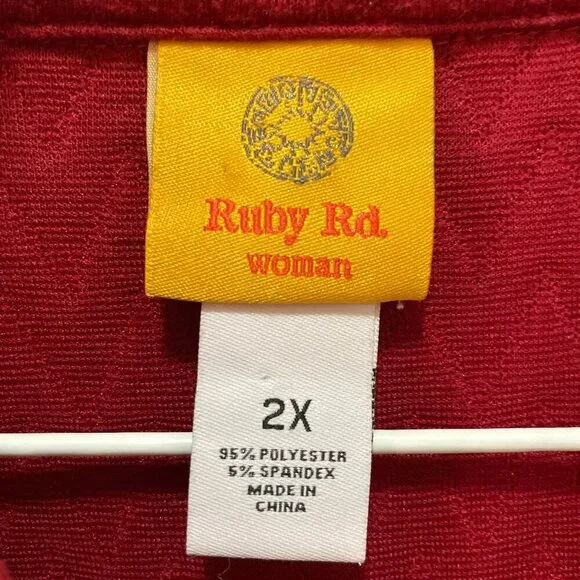 Ruby Rd.
woman
2X
95% POLYESTER
5% SPANDEX
MADE IN
CHINA